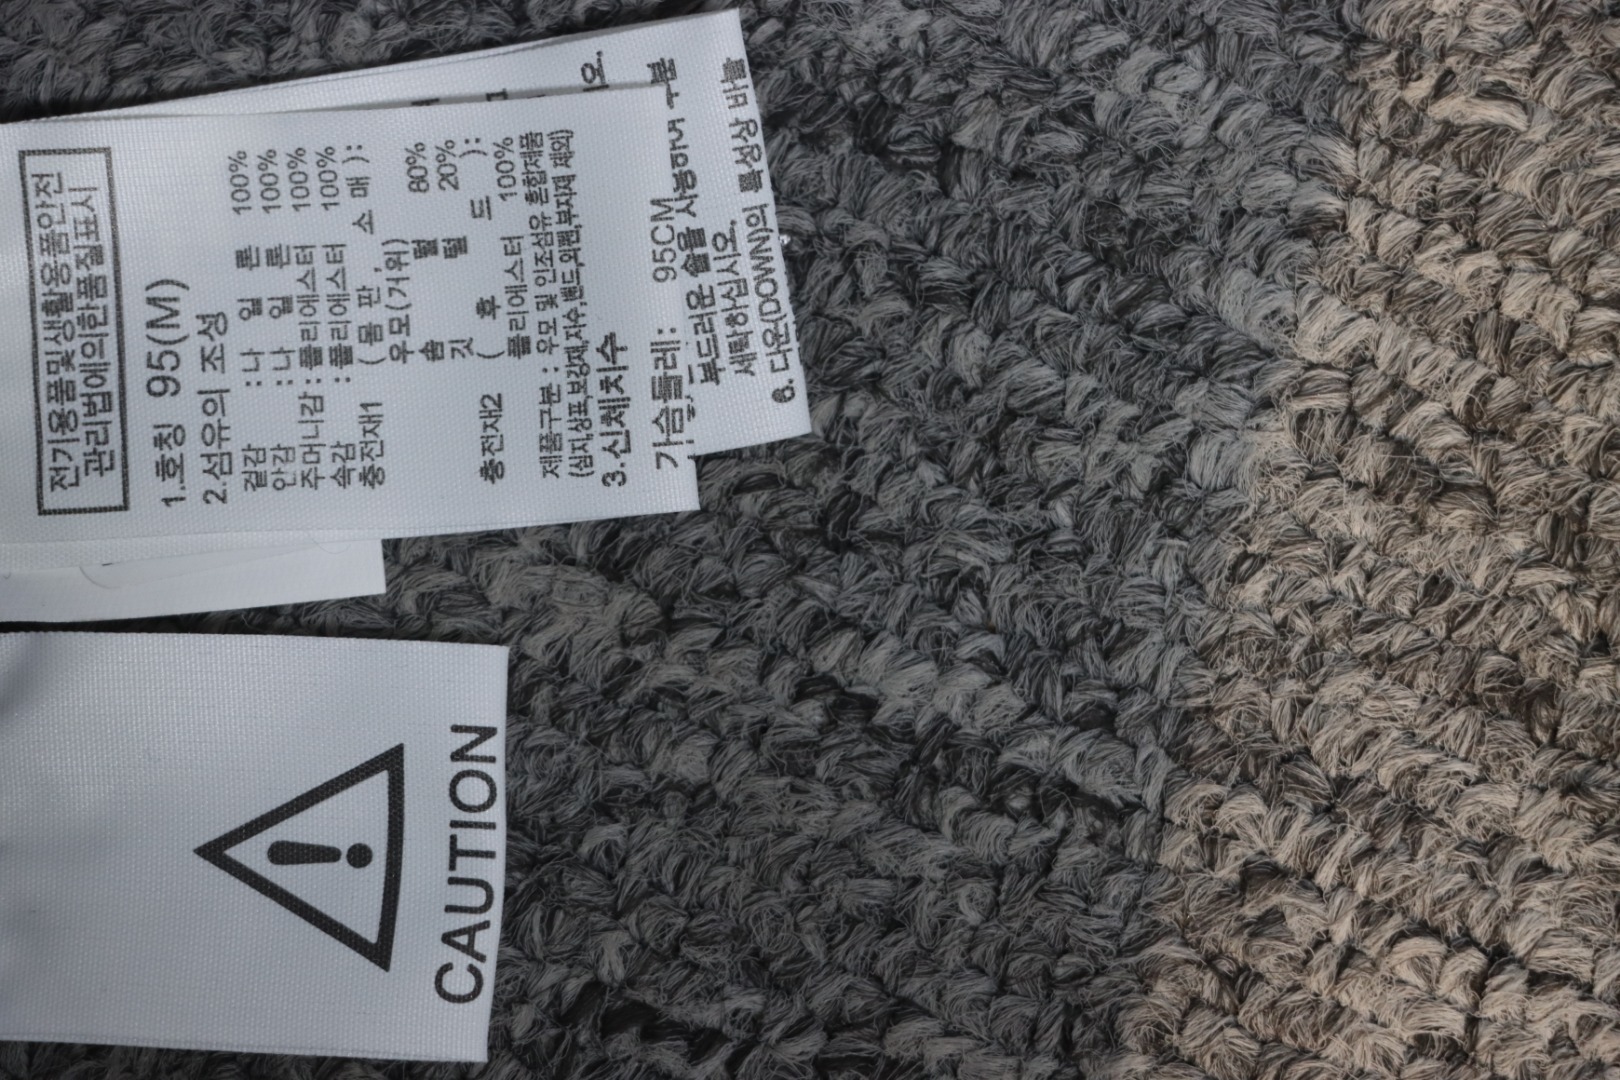 전기용품및생활용품안전
관리법에의한품질표시
1.호칭 95(M)
2.섬유의 조성
겉감 : 나 일 론 100%
안감 : 나 일 론 100%
주머니감 : 폴리에스터 100%
속감 : 폴리에스터 100%
충전재1 ( 몸 판 , 소 매 ) :
우모(거위)
솜 털 80%
깃 털 20%
충전재2 ( 후 드 ) :
폴리에스터 100%
제품구분 : 우모 및 인조섬유 혼합제품
(심지,상표,보강재,자수,밴드,와펜,부자재 제외)
3.신체치수
가슴둘레 : 95CM
부드러운 솔을 사용하여 부분
세탁하십시오.
6. 다운(DOWN)의 특성상 바늘
CAUTION